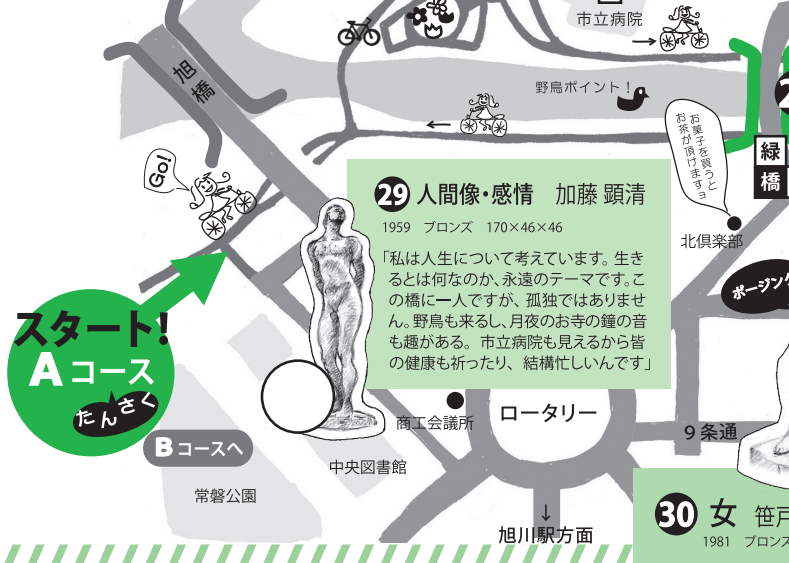 市立病院
旭橋
野鳥ポイント!
お菓子を買うと
お茶が頂けますョ
緑橋
Go!
29 人間像・感情 加藤 顕清
1959 ブロンズ 170×46×46
「私は人生について考えています。生き
るとは何なのか、永遠のテーマです。こ
の橋に一人ですが、孤独ではありませ
ん。野鳥も来るし、月夜のお寺の鐘の音
も趣がある。市立病院も見えるから皆
の健康も祈ったり、結構忙しいんです」
北倶楽部
ポージング
スタート!
Aコース
たんさく
Bコースへ
常磐公園
中央図書館
商工会議所
ロータリー
9条通
↓
旭川駅方面
30 女 笹戸
1981 ブロンズ